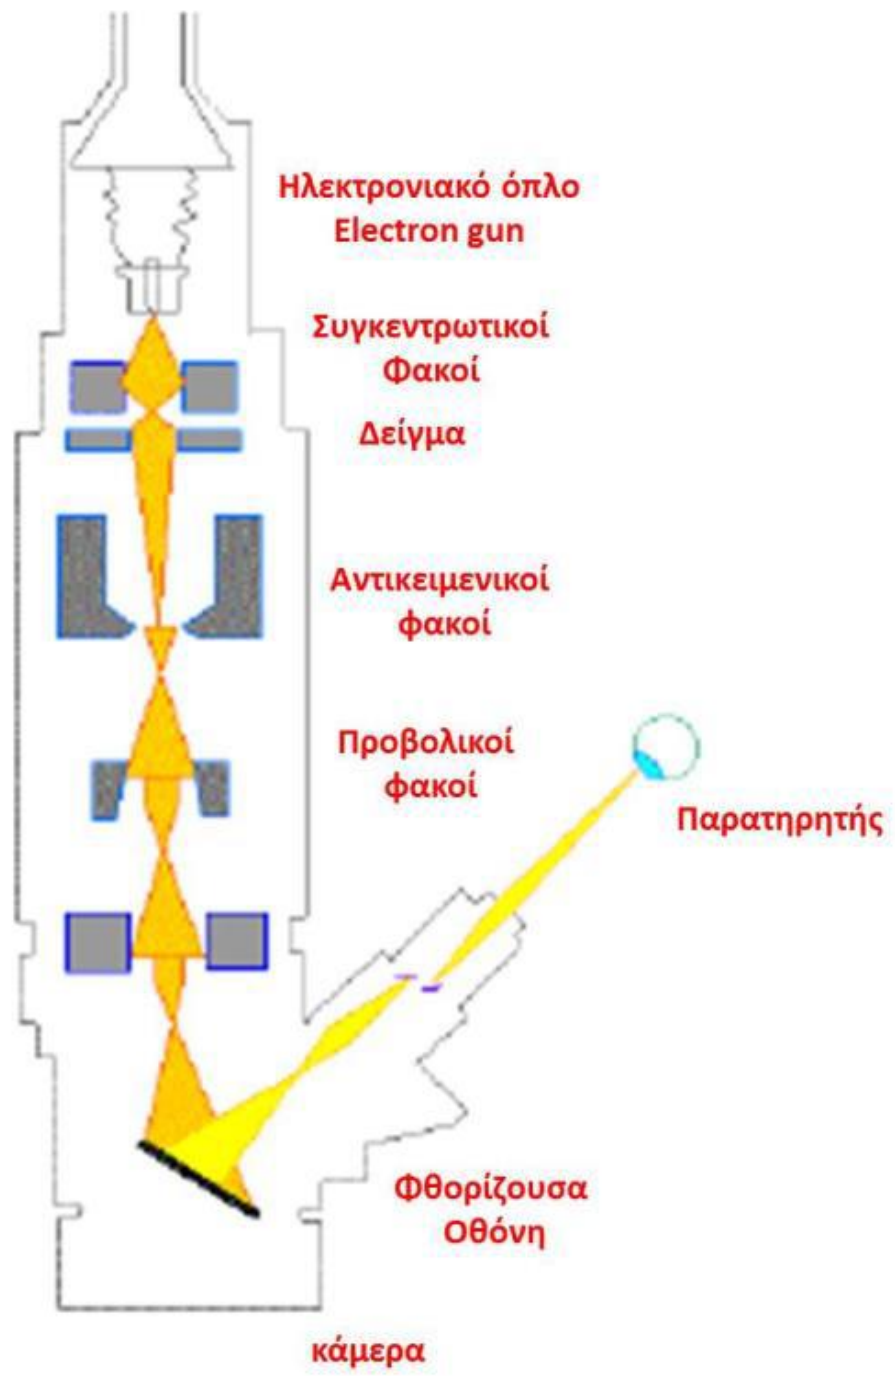 Ηλεκτρονιακό όπλο
Electron gun
Συγκεντρωτικοί
Φακοί
Δείγμα
Αντικειμενικοί
φακοί
Προβολικοί
φακοί
Παρατηρητής
Φθορίζουσα
Οθόνη
κάμερα